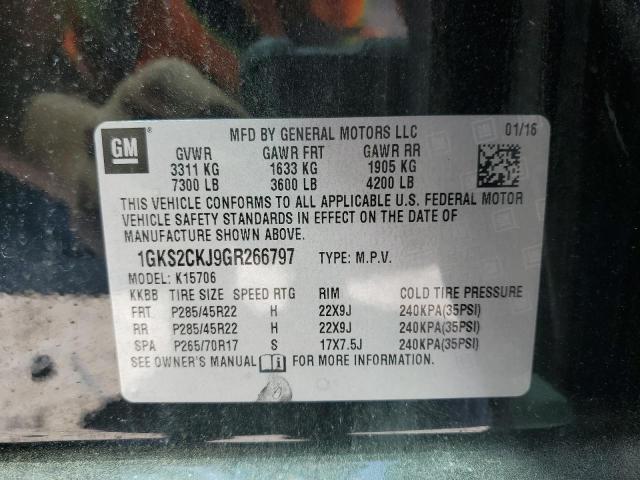 GM
MFD BY GENERAL MOTORS LLC 01/16
GVWR GAWR FRT GAWR RR
3311 KG 1633 KG 1905 KG
7300 LB 3600 LB 4200 LB
THIS VEHICLE CONFORMS TO ALL APPLICABLE U.S. FEDERAL MOTOR
VEHICLE SAFETY STANDARDS IN EFFECT ON THE DATE OF
MANUFACTURE SHOWN ABOVE.
1GKS2CKJ9GR266797 TYPE: M.P.V.
MODEL: K15706
KKBB TIRE SIZE SPEED RTG RIM COLD TIRE PRESSURE
FRT P285/45R22 H 22X9J 240KPA(35PSI)
RR P285/45R22 H 22X9J 240KPA(35PSI)
SPA P265/70R17 S 17X7.5J 240KPA(35PSI)
SEE OWNER'S MANUAL FOR MORE INFORMATION.